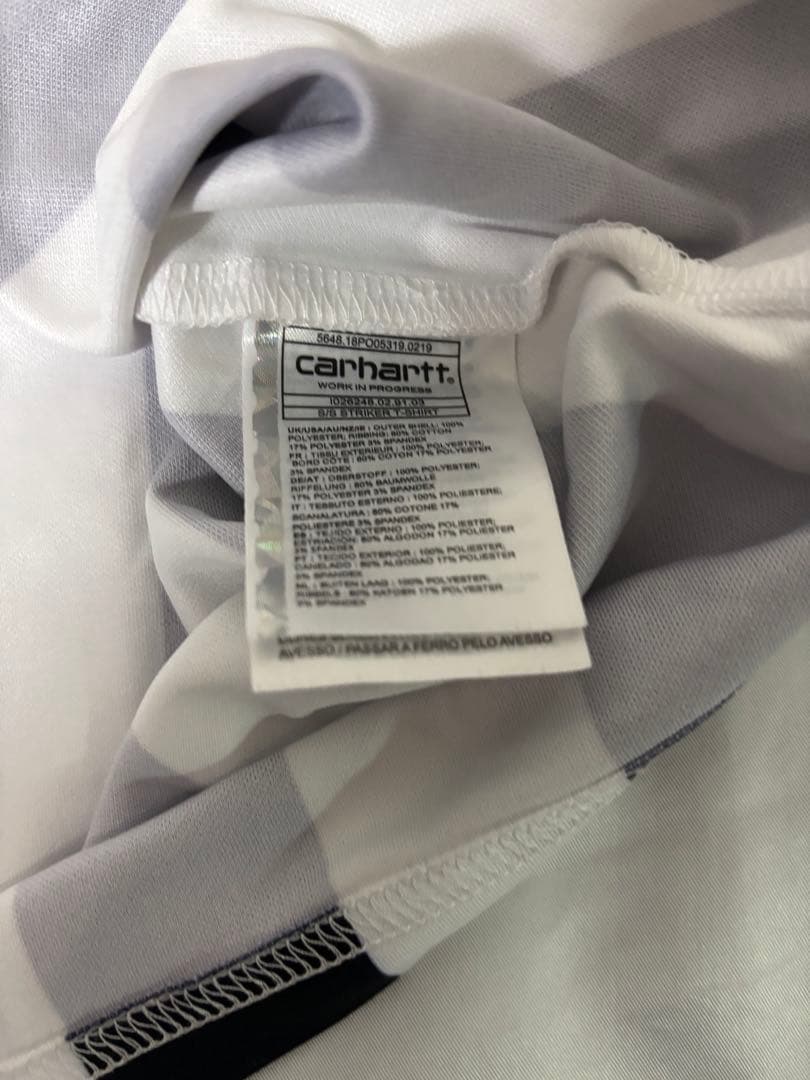 5648.18PO05319.0219
carhartt®
WORK IN PROGRESS
I026248.02.91.03
S/S STRIKER T-SHIRT
UK/USA/AU/NZ/IE : OUTER SHELL: 100%
POLYESTER; RIBBING: 80% COTTON
17% POLYESTER 3% SPANDEX
FR : TISSU EXTERIEUR : 100% POLYESTER;
BORD CÔTE : 80% COTON 17% POLYESTER
3% SPANDEX
DE/AT : OBERSTOFF : 100% POLYESTER;
RIFFELUNG : 80% BAUMWOLLE
17% POLYESTER 3% SPANDEX
IT : TESSUTO ESTERNO : 100% POLIESTERE;
SCANALATURA : 80% COTONE 17%
POLIESTERE 3% SPANDEX
ES : TEJIDO EXTERNO : 100% POLIESTER;
ESTRIACION: 80% ALGODON 17% POLYESTER
3% SPANDEX
PT : TECIDO EXTERIOR : 100% POLIESTER;
CANELADO : 80% ALGODAO 17% POLYESTER
3% SPANDEX
NL : BUITEN LAAG : 100% POLYESTER;
RIBBELS : 80% KATOEN 17% POLYESTER
3% SPANDEX
AVESSO / PASSAR A FERRO PELO AVESSO